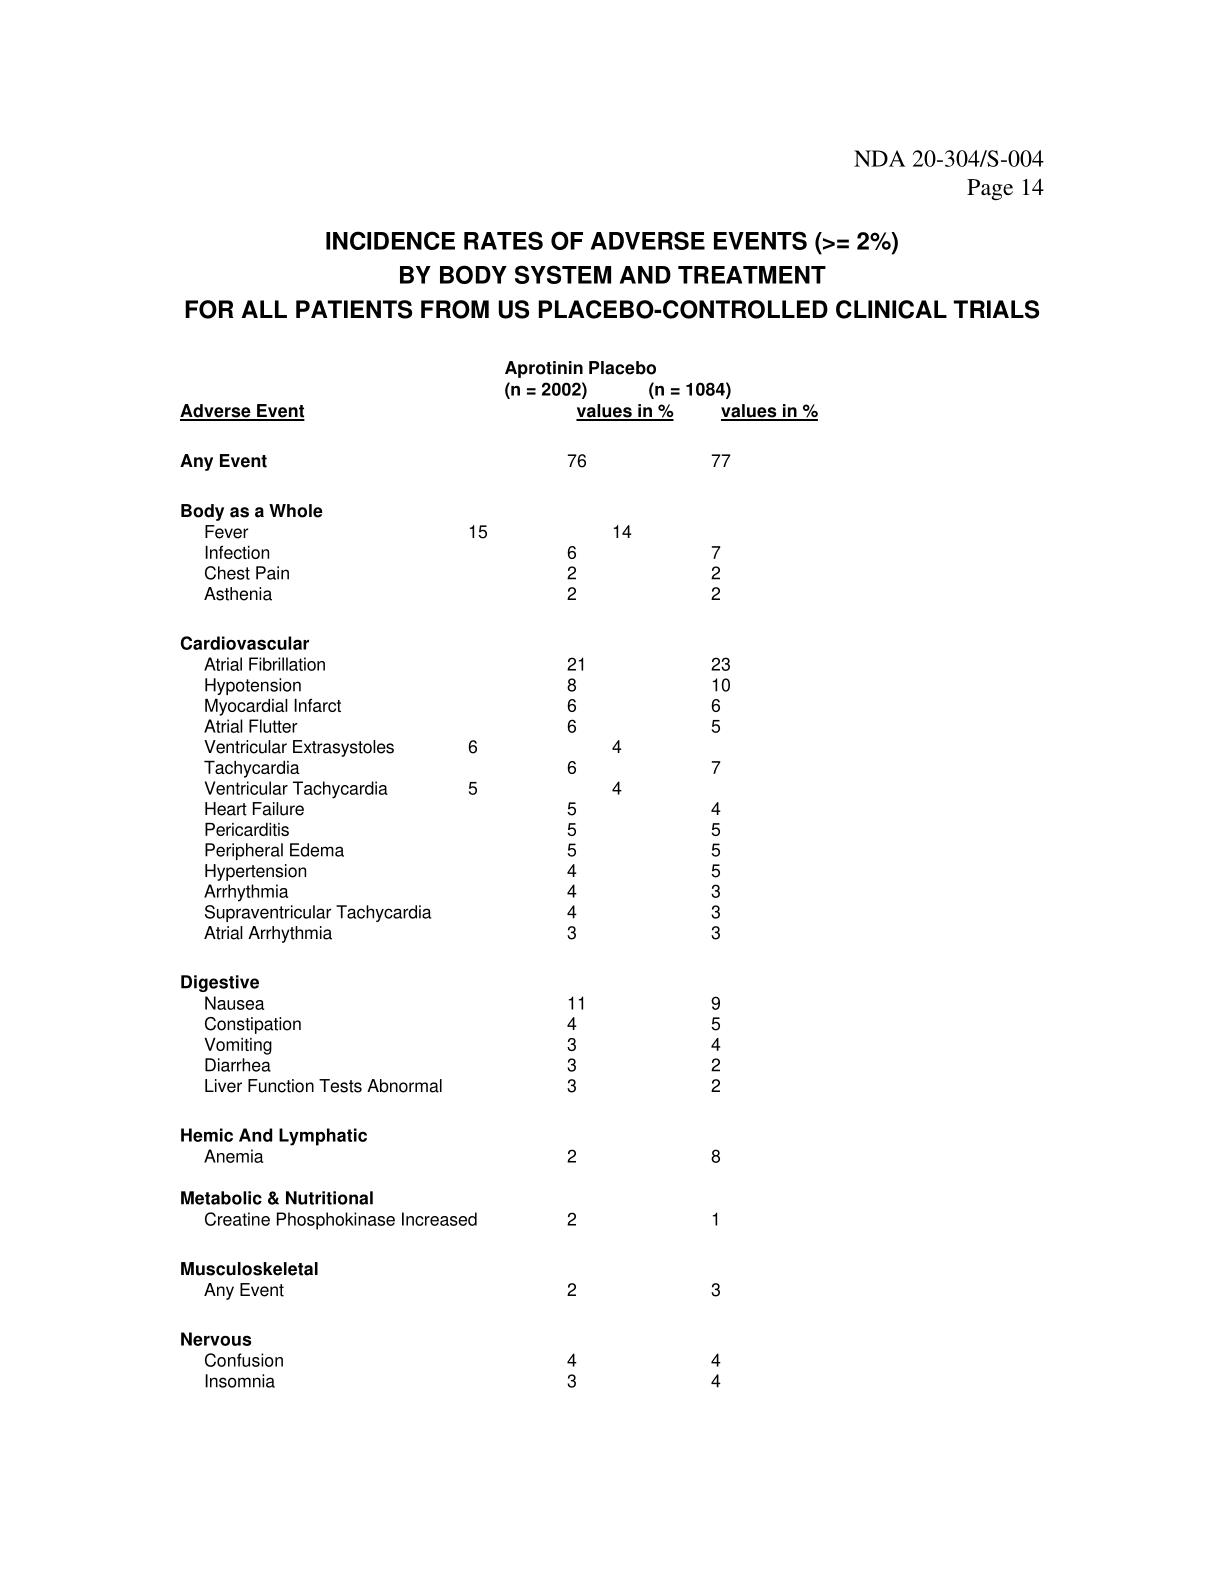 NDA 20-304/S-004
Page 14
INCIDENCE RATES OF ADVERSE EVENTS (>= 2%)
BY BODY SYSTEM AND TREATMENT
FOR ALL PATIENTS FROM US PLACEBO-CONTROLLED CLINICAL TRIALS
Aprotinin Placebo
(n = 2002) (n = 1084)
Adverse Event values in % values in %
Any Event 76 77
Body as a Whole
Fever 15 14
Infection 6 7
Chest Pain 2 2
Asthenia 2 2
Cardiovascular
Atrial Fibrillation 21 23
Hypotension 8 10
Myocardial Infarct 6 6
Atrial Flutter 6 5
Ventricular Extrasystoles 6 4
Tachycardia 6 7
Ventricular Tachycardia 5 4
Heart Failure 5 4
Pericarditis 5 5
Peripheral Edema 5 5
Hypertension 4 5
Arrhythmia 4 3
Supraventricular Tachycardia 4 3
Atrial Arrhythmia 3 3
Digestive
Nausea 11 9
Constipation 4 5
Vomiting 3 4
Diarrhea 3 2
Liver Function Tests Abnormal 3 2
Hemic And Lymphatic
Anemia 2 8
Metabolic & Nutritional
Creatine Phosphokinase Increased 2 1
Musculoskeletal
Any Event 2 3
Nervous
Confusion 4 4
Insomnia 3 4